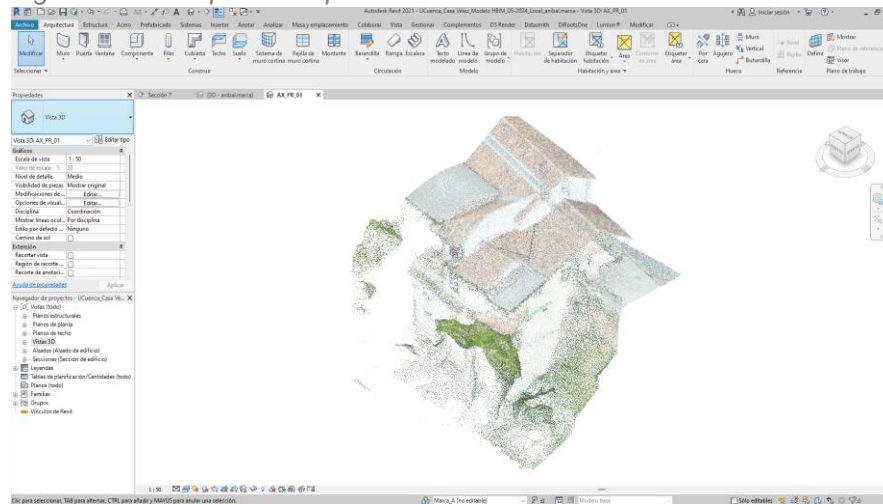 Autodesk Revit 2021 - UCuenca_Casa Vélez_Modelo HBIM_05-2024_Local_anibal.marca - Vista 3D: AX_PR_01
Iniciar sesión
Archivo Arquitectura Estructura Acero Prefabricado Sistemas Insertar Anotar Analizar Masa y emplazamiento Colaborar Vista Gestionar Complementos D5 Render Datasmith DiRootsOne Lumion® Modificar
Modificar Muro Puerta Ventana Componente Pilar Cubierta Techo Suelo Sistema de muro cortina Rejilla de muro cortina Montante Barandilla Rampa Escalera Texto modelado Línea de modelo Grupo de modelo Habitación Separador de habitación Etiquetar habitación Área Contorno de área Etiquetar área Por cara Agujero Muro Vertical Buhardilla Definir Mostrar Plano de referencia Visor
Seleccionar Construir Circulación Modelo Habitación y área Hueco Referencia Plano de trabajo
Propiedades
Sección 7
{3D - anibal.marca}
AX_PR_01
Vista 3D
Vista 3D: AX_PR_01 Editar tipo
Gráficos
Escala de vista 1 : 50
Valor de escala 1: 50
Nivel de detalle Medio
Visibilidad de piezas Mostrar original
Modificaciones de ... Editar...
Opciones de visual... Editar...
Disciplina Coordinación
Mostrar líneas ocul... Por disciplina
Estilo por defecto ... Ninguno
Camino de sol
Extensión
Recortar vista
Región de recorte ...
Recorte de anotaci...
Ayuda de propiedades Aplicar
Navegador de proyectos - UCuenca_Casa Vé...
Vistas (todo)
Planos estructurales
Planos de planta
Planos de techo
Vistas 3D
Alzados (Alzado de edificio)
Secciones (Sección de edificio)
Leyendas
Tablas de planificación/Cantidades (todo)
Planos (todo)
Familias
Grupos
Vínculos de Revit
1 : 50
Clic para seleccionar, TAB para alternar, CTRL para añadir y MAYÚS para anular una selección.
Marca_A (no editable)
Modelo base
Sólo editables